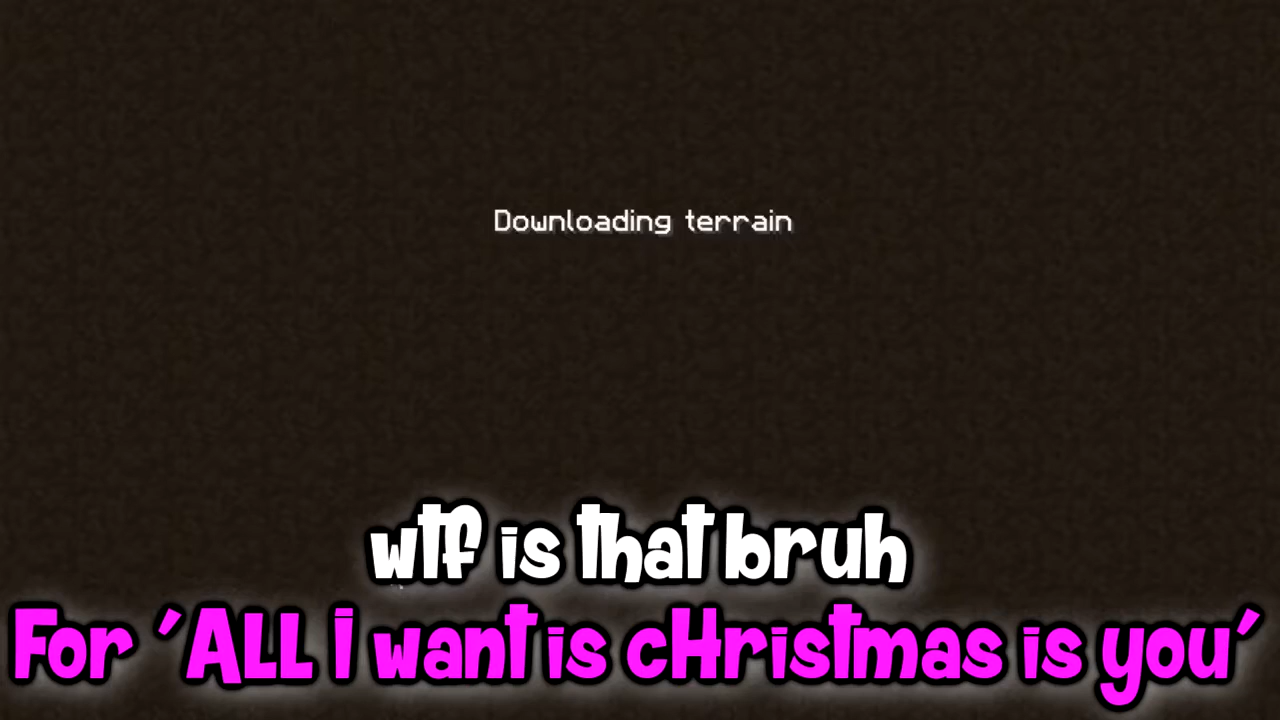 Downloading terrain
wtf is that bruh
For 'ALL i want is cHristmas is you'